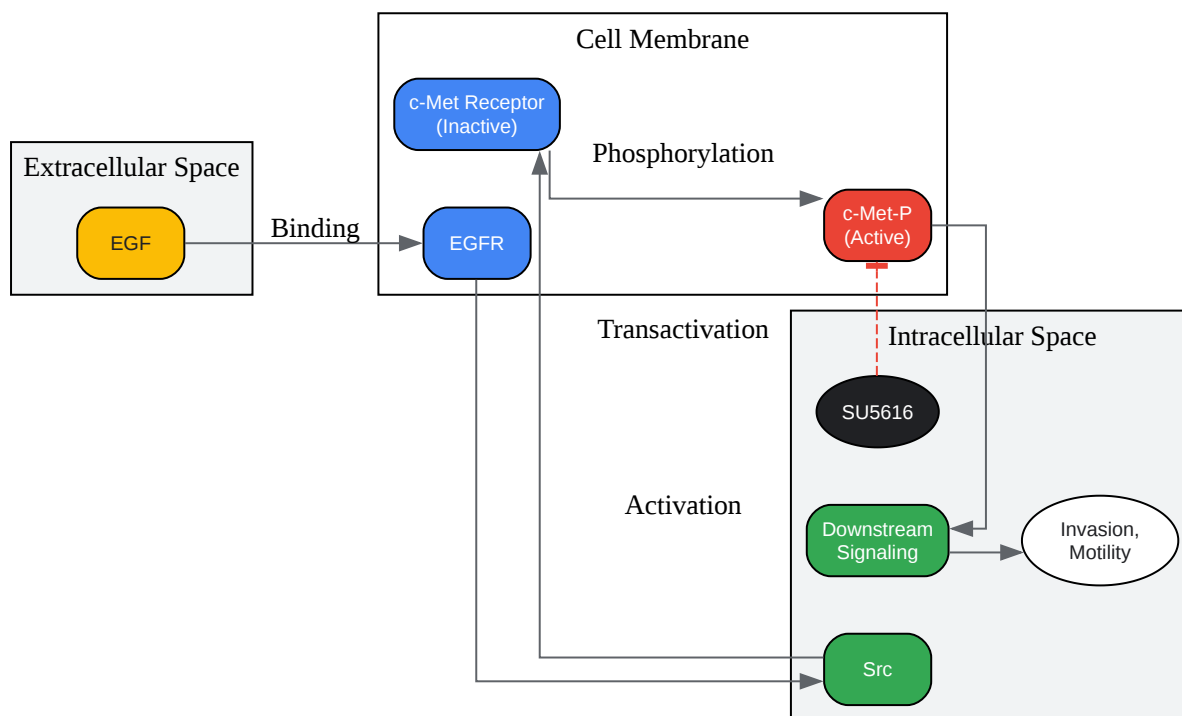 Cell Membrane
c-Met Receptor
(Inactive)
Phosphorylation
Extracellular Space
EGF
Binding
EGFR
c-Met-P
(Active)
Transactivation
Intracellular Space
SU5616
Activation
Downstream
Signaling
Invasion,
Motility
Src